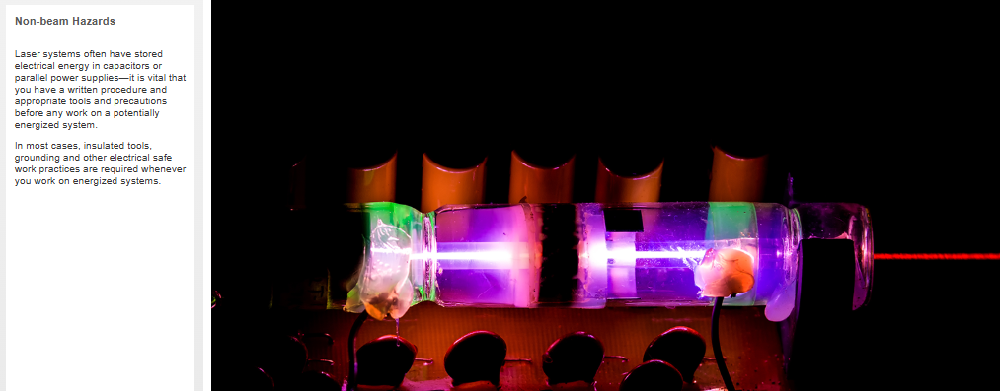 Non-beam Hazards
Laser systems often have stored
electrical energy in capacitors or
parallel power supplies—it is vital that
you have a written procedure and
appropriate tools and precautions
before any work on a potentially
energized system.
In most cases, insulated tools,
grounding and other electrical safe
work practices are required whenever
you work on energized systems.